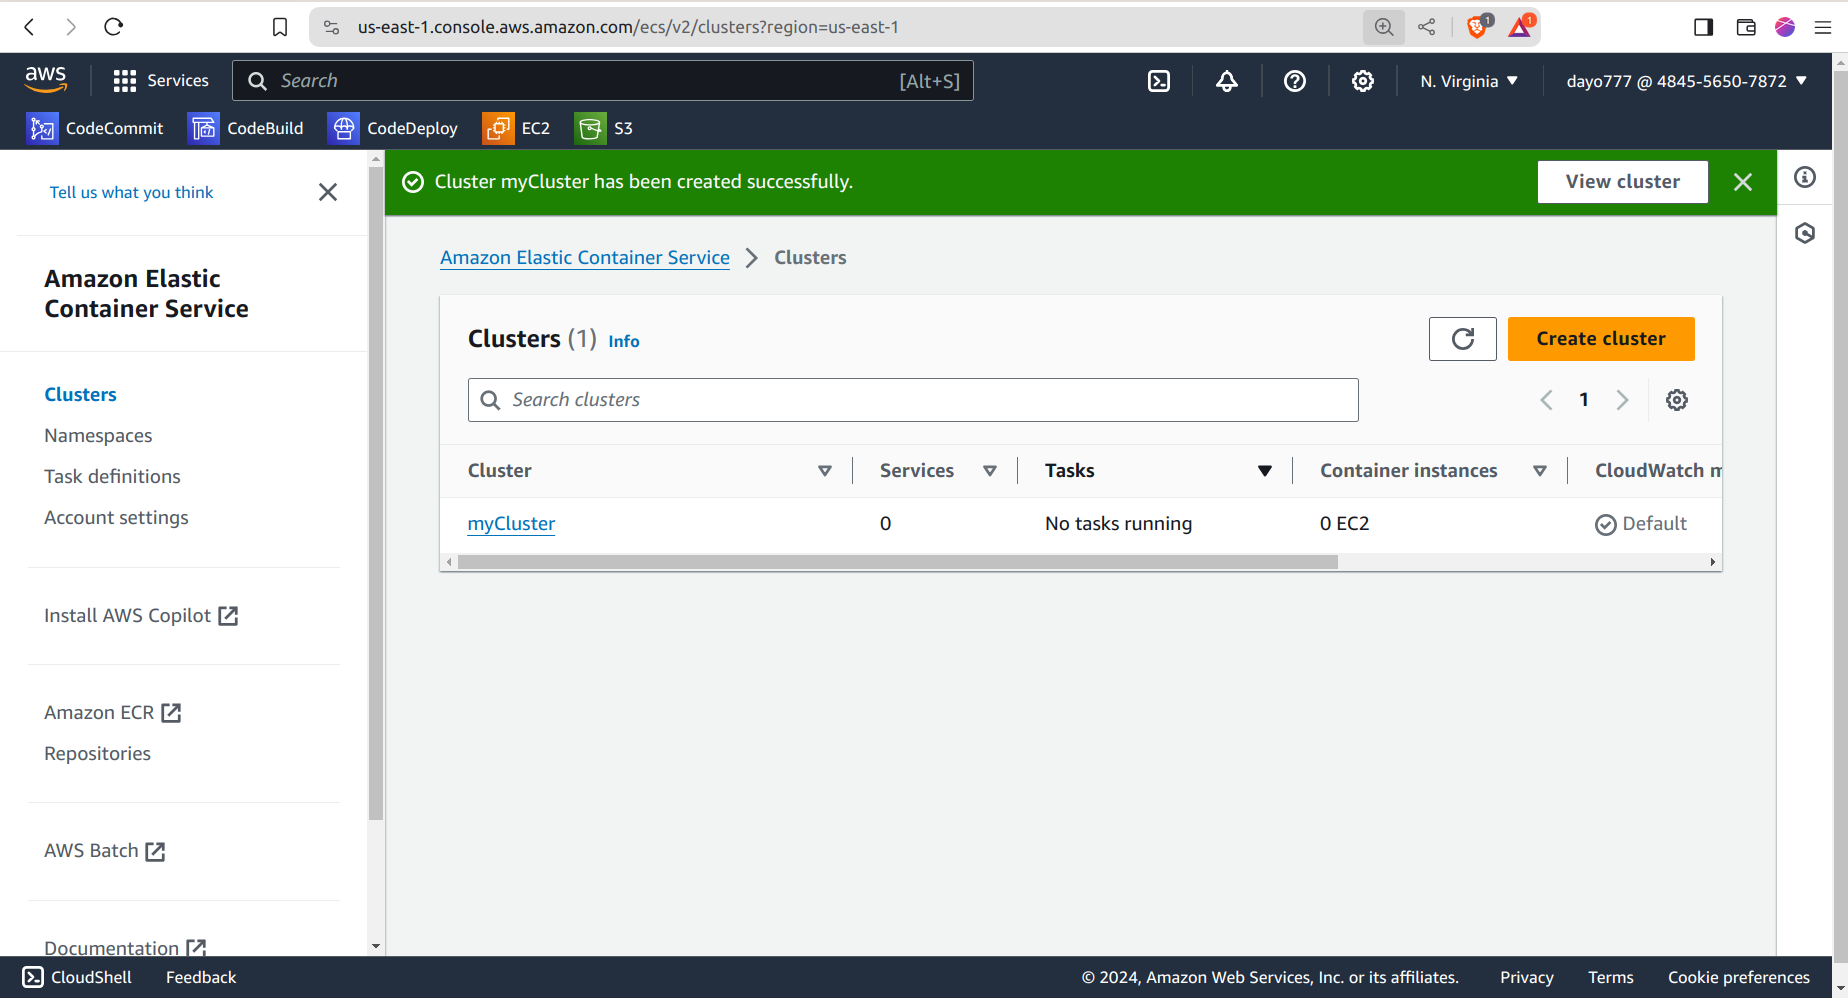 us-east-1.console.aws.amazon.com/ecs/v2/clusters?region=us-east-1
1
1
aws
Services
Search
[Alt+S]
N. Virginia
dayo777 @ 4845-5650-7872
CodeCommit
CodeBuild
CodeDeploy
EC2
S3
Tell us what you think
Cluster myCluster has been created successfully.
View cluster
Amazon Elastic Container Service
Clusters
Amazon Elastic
Container Service
Clusters (1) Info
Create cluster
Search clusters
1
Clusters
Namespaces
Task definitions
Account settings
Cluster
Services
Tasks
Container instances
CloudWatch m
myCluster
0
No tasks running
0 EC2
Default
Install AWS Copilot
Amazon ECR
Repositories
AWS Batch
Documentation
CloudShell
Feedback
© 2024, Amazon Web Services, Inc. or its affiliates.
Privacy
Terms
Cookie preferences